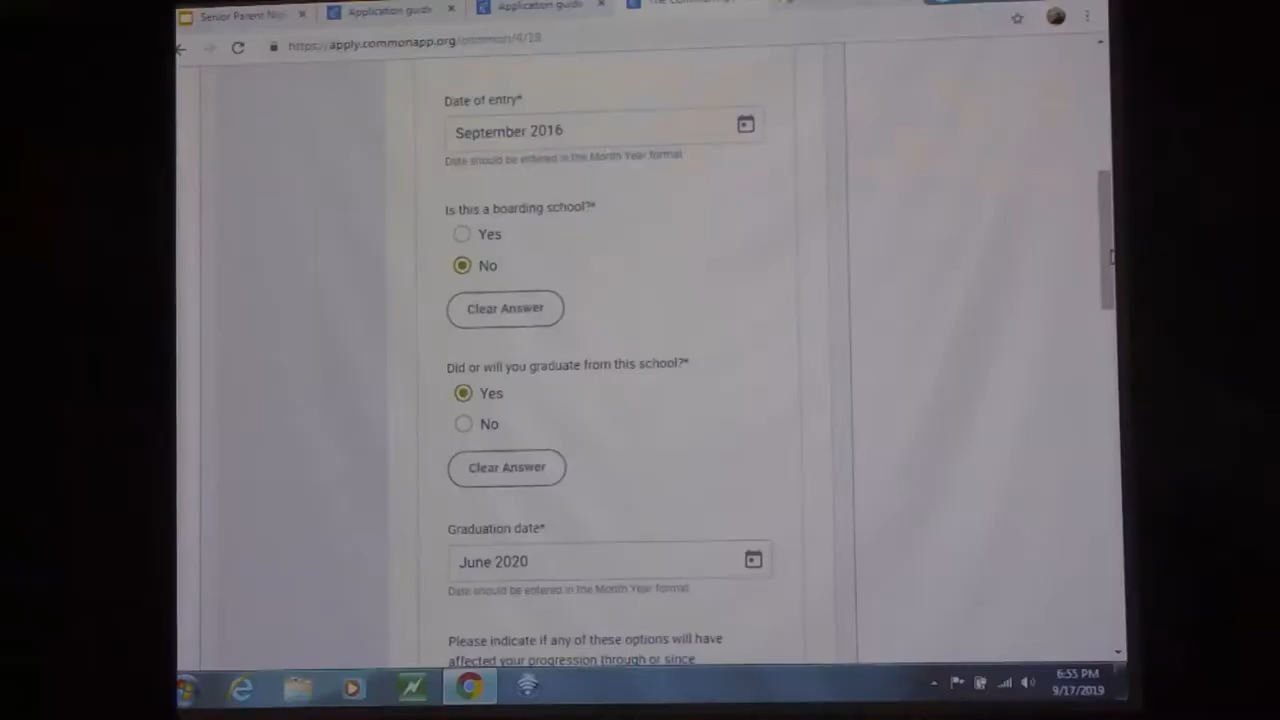 Senior Parent Nig
Application guide
Application guide
https://apply.commonapp.org/common/4/18
Date of entry*
September 2016
Date should be entered in the Month Year format
Is this a boarding school?*
Yes
No
Clear Answer
Did or will you graduate from this school?*
Yes
No
Clear Answer
Graduation date*
June 2020
Date should be entered in the Month Year format
Please indicate if any of these options will have
affected your progression through or since
6:55 PM
9/17/2019